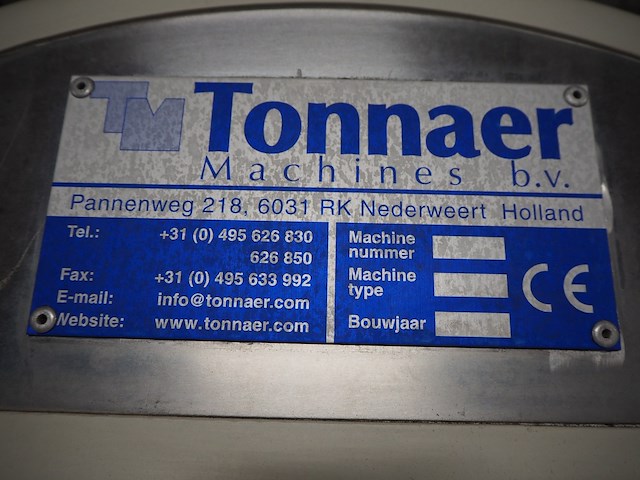 TM Tonnaer
Machines b.v.
Pannenweg 218, 6031 RK Nederweert Holland
Tel.: +31 (0) 495 626 830
626 850
Fax: +31 (0) 495 633 992
E-mail: info@tonnaer.com
Website: www.tonnaer.com
Machine
nummer
Machine
type
Bouwjaar
CE